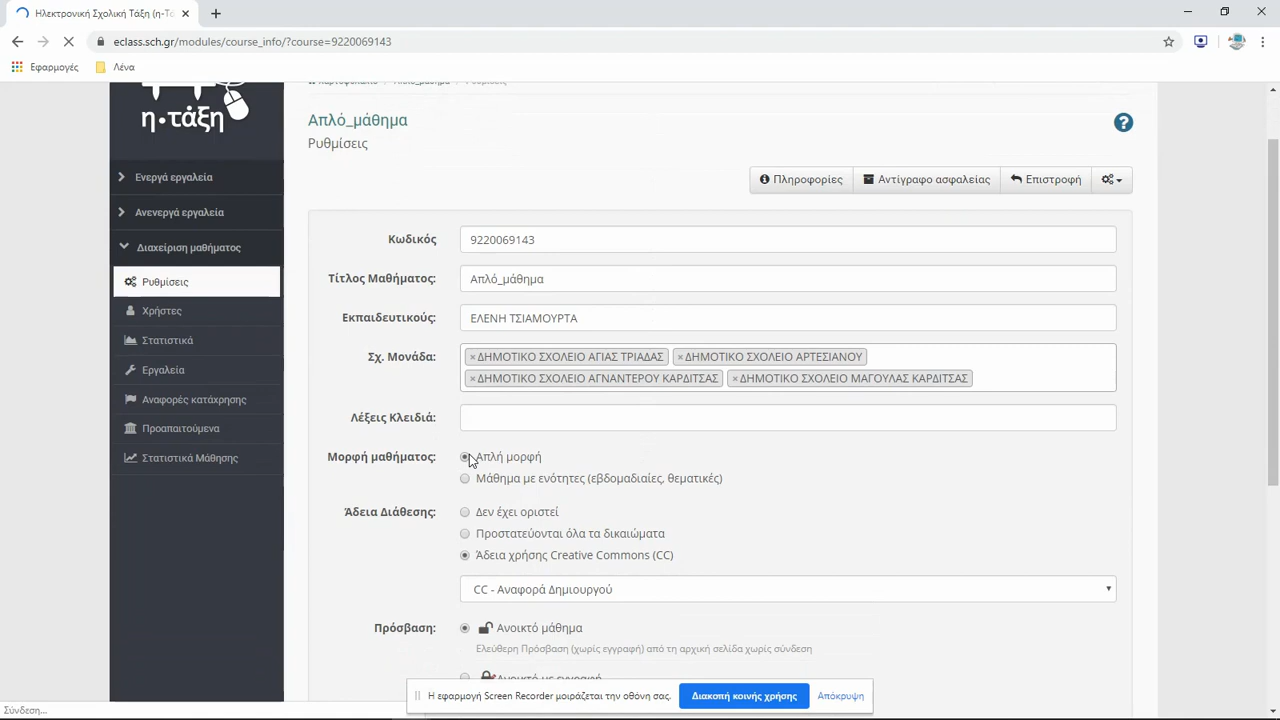 Ηλεκτρονική Σχολική Τάξη (η-Τά
eclass.sch.gr/modules/course_info/?course=9220069143
Εφαρμογές
Λένα
η·τάξη
Ενεργά εργαλεία
Ανενεργά εργαλεία
Διαχείριση μαθήματος
Ρυθμίσεις
Χρήστες
Στατιστικά
Εργαλεία
Αναφορές κατάχρησης
Προαπαιτούμενα
Στατιστικά Μάθησης
Απλό_μάθημα
Ρυθμίσεις
Πληροφορίες
Αντίγραφο ασφαλείας
Επιστροφή
Κωδικός 9220069143
Τίτλος Μαθήματος: Απλό_μάθημα
Εκπαιδευτικούς: ΕΛΕΝΗ ΤΣΙΑΜΟΥΡΤΑ
Σχ. Μονάδα: × ΔΗΜΟΤΙΚΟ ΣΧΟΛΕΙΟ ΑΓΙΑΣ ΤΡΙΑΔΑΣ × ΔΗΜΟΤΙΚΟ ΣΧΟΛΕΙΟ ΑΡΤΕΣΙΑΝΟΥ
× ΔΗΜΟΤΙΚΟ ΣΧΟΛΕΙΟ ΑΓΝΑΝΤΕΡΟΥ ΚΑΡΔΙΤΣΑΣ × ΔΗΜΟΤΙΚΟ ΣΧΟΛΕΙΟ ΜΑΓΟΥΛΑΣ ΚΑΡΔΙΤΣΑΣ
Λέξεις Κλειδιά:
Μορφή μαθήματος: Απλή μορφή
Μάθημα με ενότητες (εβδομαδιαίες, θεματικές)
Άδεια Διάθεσης: Δεν έχει οριστεί
Προστατεύονται όλα τα δικαιώματα
Άδεια χρήσης Creative Commons (CC)
CC - Αναφορά Δημιουργού
Πρόσβαση: Ανοικτό μάθημα
Ελεύθερη Πρόσβαση (χωρίς εγγραφή) από τη αρχική σελίδα χωρίς σύνδεση
Ανοικτό με εγγραφή
Η εφαρμογή Screen Recorder μοιράζεται την οθόνη σας.
Διακοπή κοινής χρήσης
Απόκρυψη
Σύνδεση...